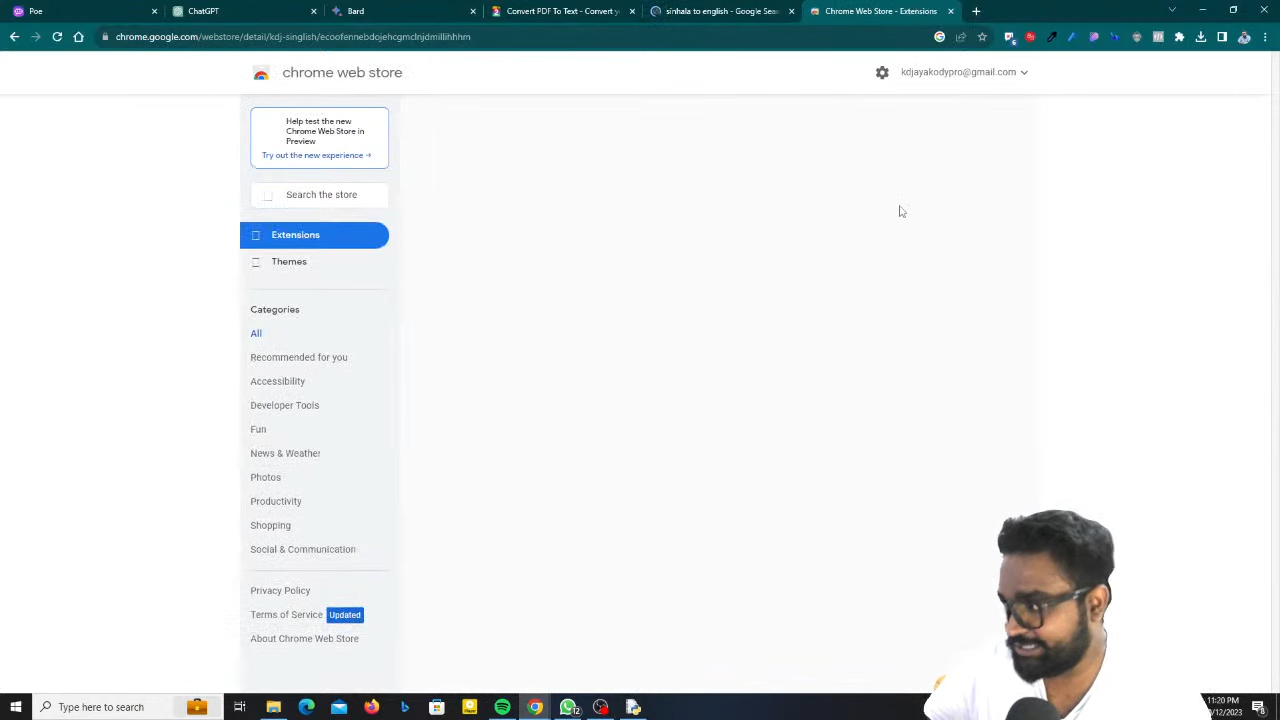 Poe
ChatGPT
Bard
Convert PDF To Text - Convert y
sinhala to english - Google Sea
Chrome Web Store - Extensions
chrome.google.com/webstore/detail/kdj-singlish/ecoofennebdojehcgmclnjdmillihhhm
chrome web store
kdjayakodypro@gmail.com
Help test the new
Chrome Web Store in
Preview
Try out the new experience →
Search the store
Extensions
Themes
Categories
All
Recommended for you
Accessibility
Developer Tools
Fun
News & Weather
Photos
Productivity
Shopping
Social & Communication
Privacy Policy
Terms of Service Updated
About Chrome Web Store
Type here to search
11:20 PM
/12/2023